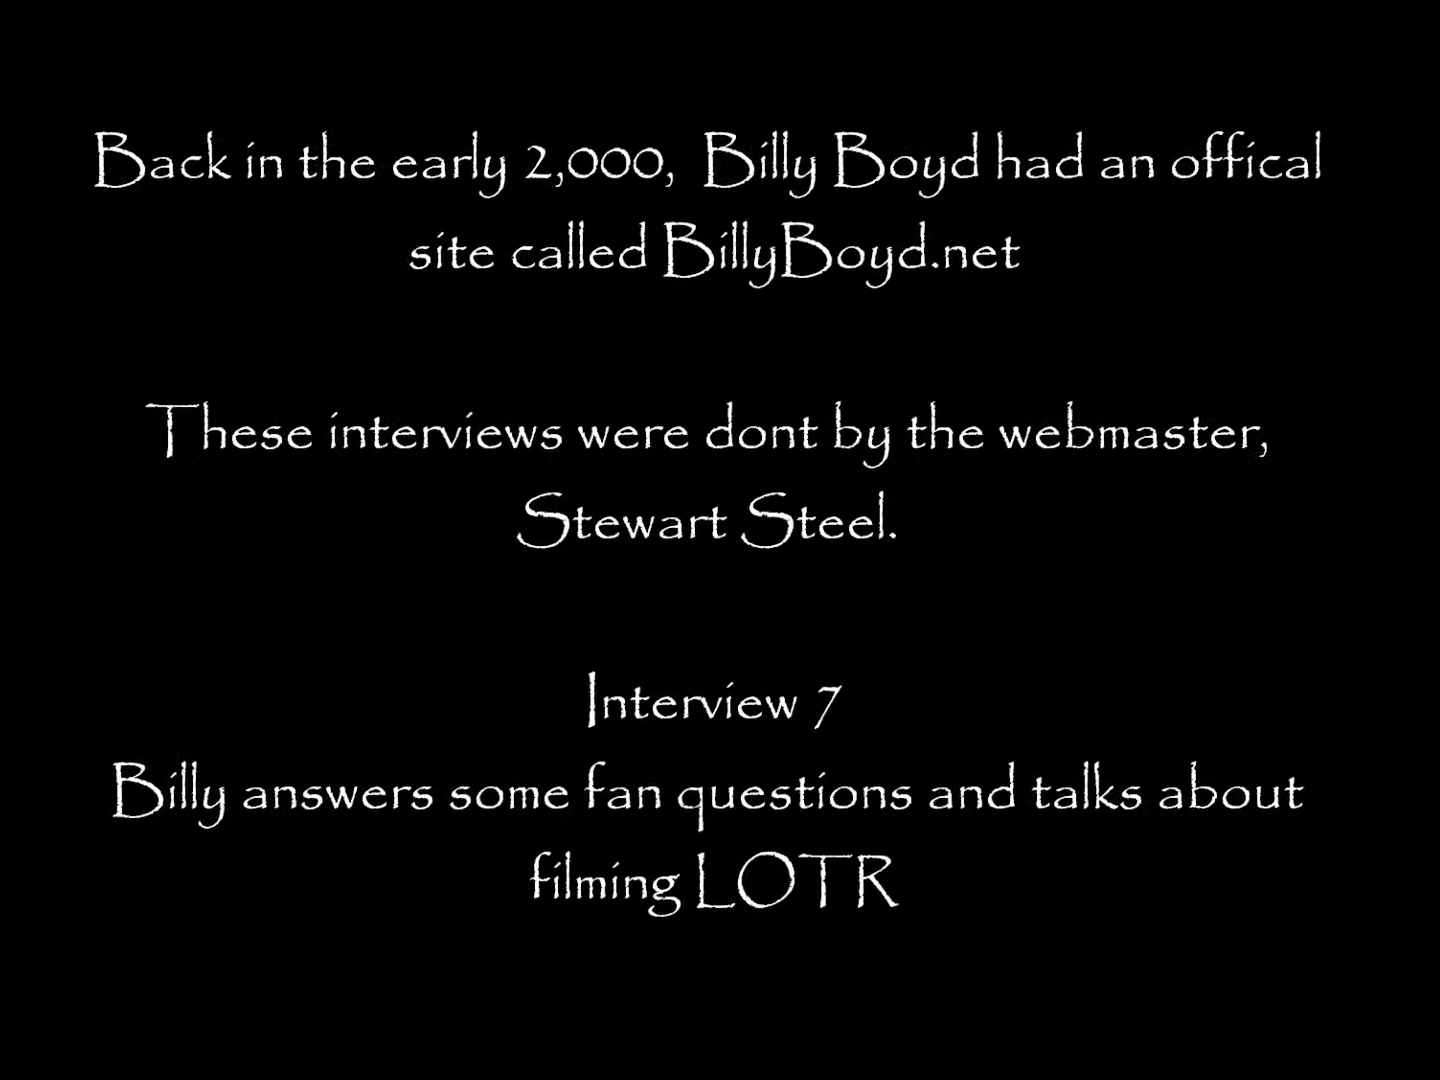 Back in the early 2,000, Billy Boyd had an offical
site called BillyBoyd.net
These interviews were dont by the webmaster,
Stewart Steel.
Interview 7
Billy answers some fan questions and talks about
filming LOTR